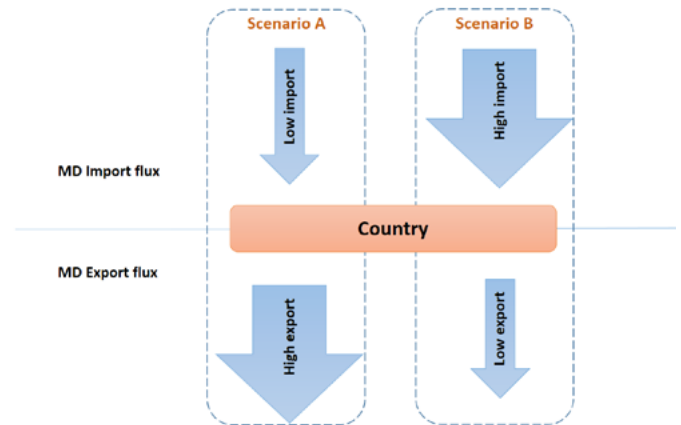 Scenario A
Scenario B
Low import
High import
MD Import flux
Country
MD Export flux
High export
Low export